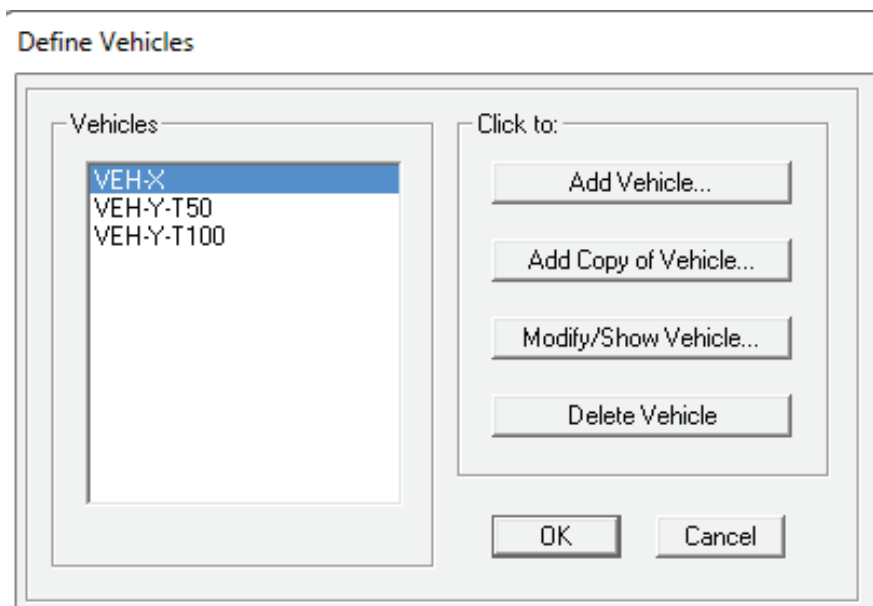 Define Vehicles
Vehicles
VEH-X
VEH-Y-T50
VEH-Y-T100
Click to:
Add Vehicle...
Add Copy of Vehicle...
Modify/Show Vehicle...
Delete Vehicle
OK
Cancel